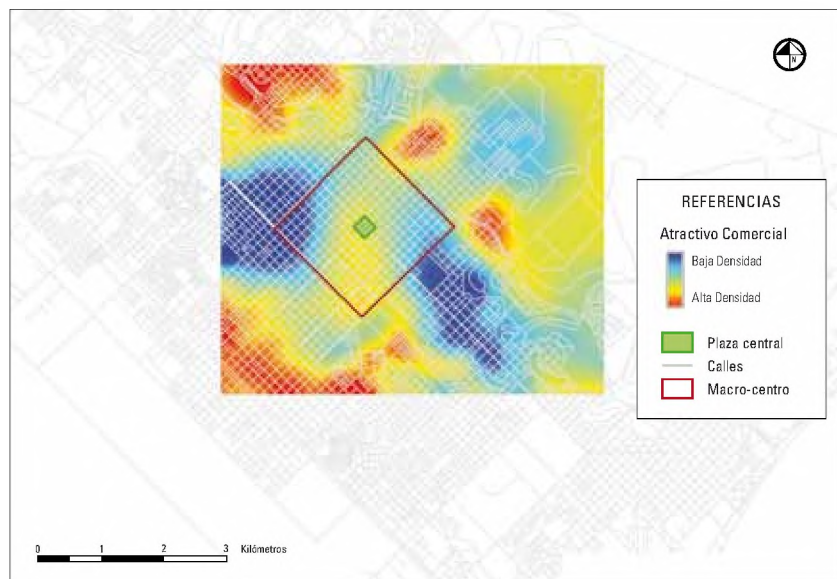 N
REFERENCIAS
Atractivo Comercial
Baja Densidad
Alta Densidad
Plaza central
Calles
Macro-centro
0 1 2 3 Kilómetros